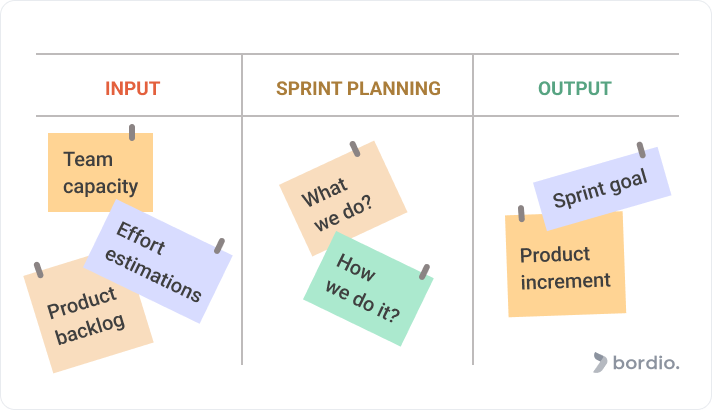 INPUT
SPRINT PLANNING
OUTPUT
Team
capacity
Effort
estimations
Product
backlog
What
we do?
How
we do it?
Sprint goal
Product
increment
bordio.